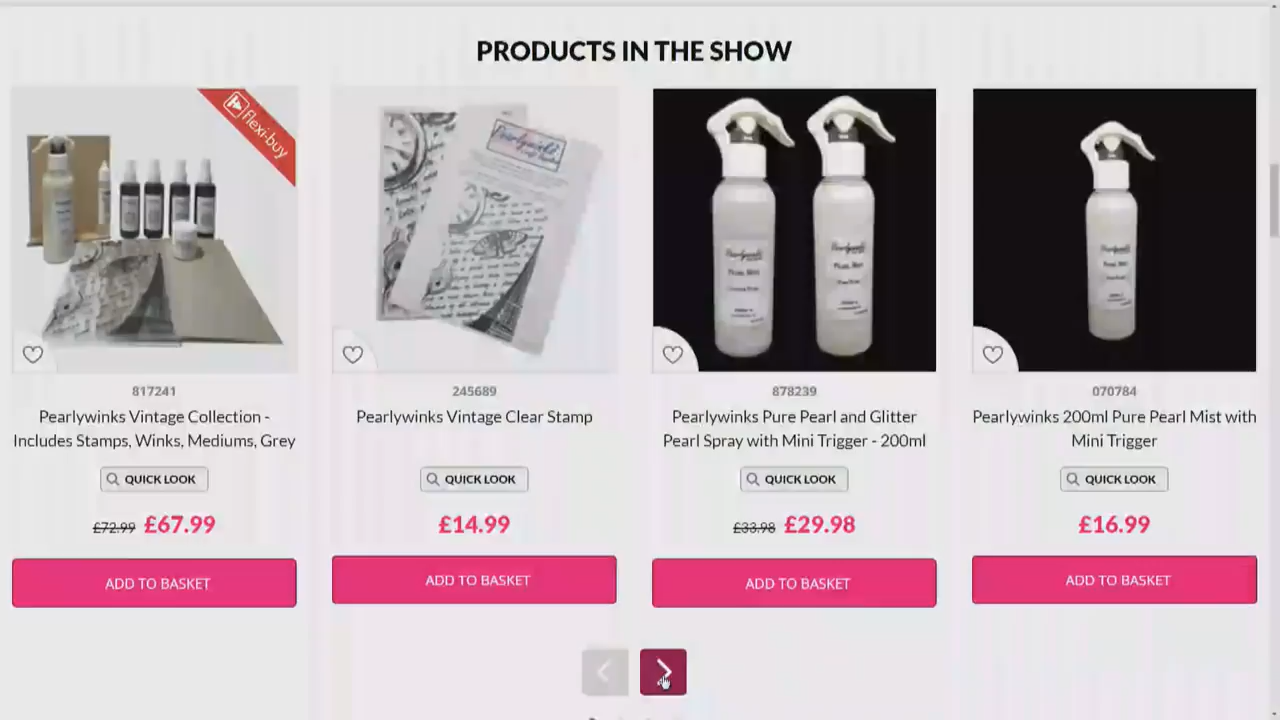 PRODUCTS IN THE SHOW
flexi-buy
817241
Pearlywinks Vintage Collection -
Includes Stamps, Winks, Mediums, Grey
QUICK LOOK
£72.99 £67.99
ADD TO BASKET
245689
Pearlywinks Vintage Clear Stamp
QUICK LOOK
£14.99
ADD TO BASKET
878239
Pearlywinks Pure Pearl and Glitter
Pearl Spray with Mini Trigger - 200ml
QUICK LOOK
£33.98 £29.98
ADD TO BASKET
070784
Pearlywinks 200ml Pure Pearl Mist with
Mini Trigger
QUICK LOOK
£16.99
ADD TO BASKET